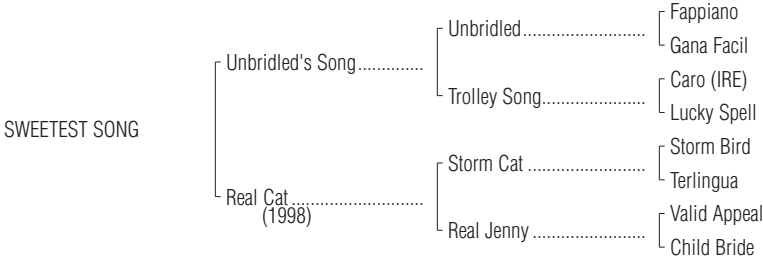 Fappiano
Unbridled
Gana Facil
Unbridled's Song
Caro (IRE)
Trolley Song
Lucky Spell
SWEETEST SONG
Storm Bird
Storm Cat
Terlingua
Real Cat
(1998)
Valid Appeal
Real Jenny
Child Bride